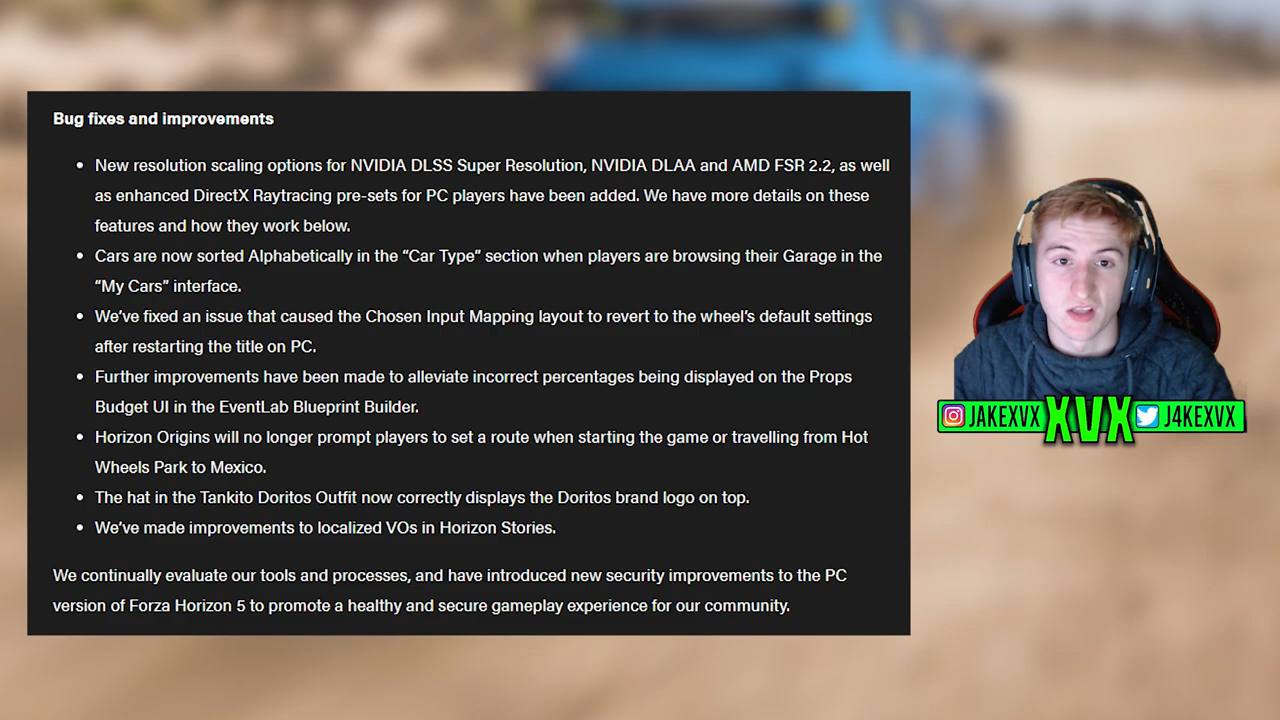 Bug fixes and improvements
• New resolution scaling options for NVIDIA DLSS Super Resolution, NVIDIA DLAA and AMD FSR 2.2, as well
as enhanced DirectX Raytracing pre-sets for PC players have been added. We have more details on these
features and how they work below.
• Cars are now sorted Alphabetically in the “Car Type” section when players are browsing their Garage in the
“My Cars” interface.
• We’ve fixed an issue that caused the Chosen Input Mapping layout to revert to the wheel’s default settings
after restarting the title on PC.
• Further improvements have been made to alleviate incorrect percentages being displayed on the Props
Budget UI in the EventLab Blueprint Builder.
• Horizon Origins will no longer prompt players to set a route when starting the game or travelling from Hot
Wheels Park to Mexico.
• The hat in the Tankito Doritos Outfit now correctly displays the Doritos brand logo on top.
• We’ve made improvements to localized VOs in Horizon Stories.
We continually evaluate our tools and processes, and have introduced new security improvements to the PC
version of Forza Horizon 5 to promote a healthy and secure gameplay experience for our community.
JAKEXVX XVX J4KEXVX